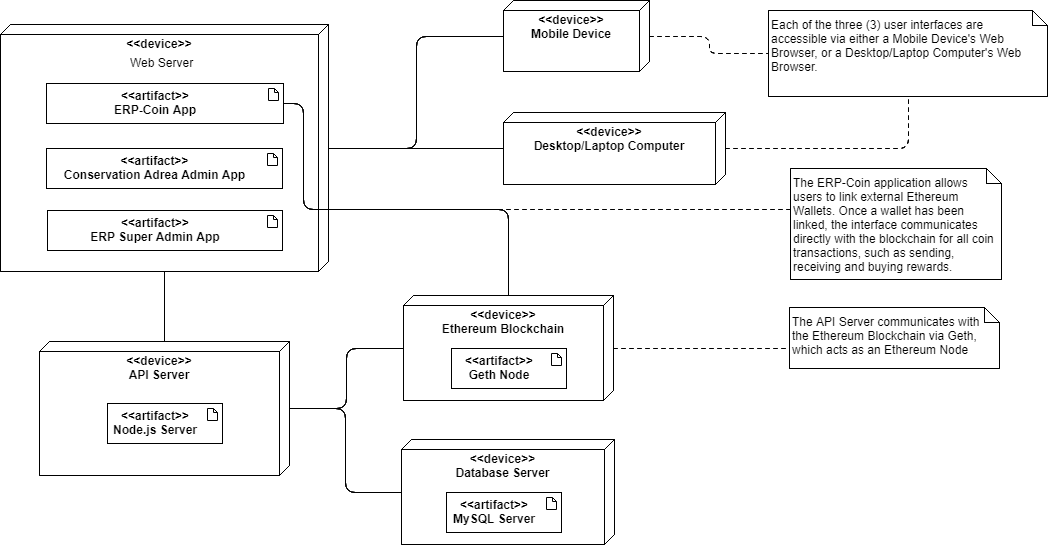 <<device>>
Web Server
<<artifact>>
ERP-Coin App
<<artifact>>
Conservation Adrea Admin App
<<artifact>>
ERP Super Admin App
<<device>>
Mobile Device
<<device>>
Desktop/Laptop Computer
Each of the three (3) user interfaces are
accessible via either a Mobile Device's Web
Browser, or a Desktop/Laptop Computer's Web
Browser.
The ERP-Coin application allows
users to link external Ethereum
Wallets. Once a wallet has been
linked, the interface communicates
directly with the blockchain for all coin
transactions, such as sending,
receiving and buying rewards.
<<device>>
API Server
<<artifact>>
Node.js Server
<<device>>
Ethereum Blockchain
<<artifact>>
Geth Node
The API Server communicates with
the Ethereum Blockchain via Geth,
which acts as an Ethereum Node
<<device>>
Database Server
<<artifact>>
MySQL Server